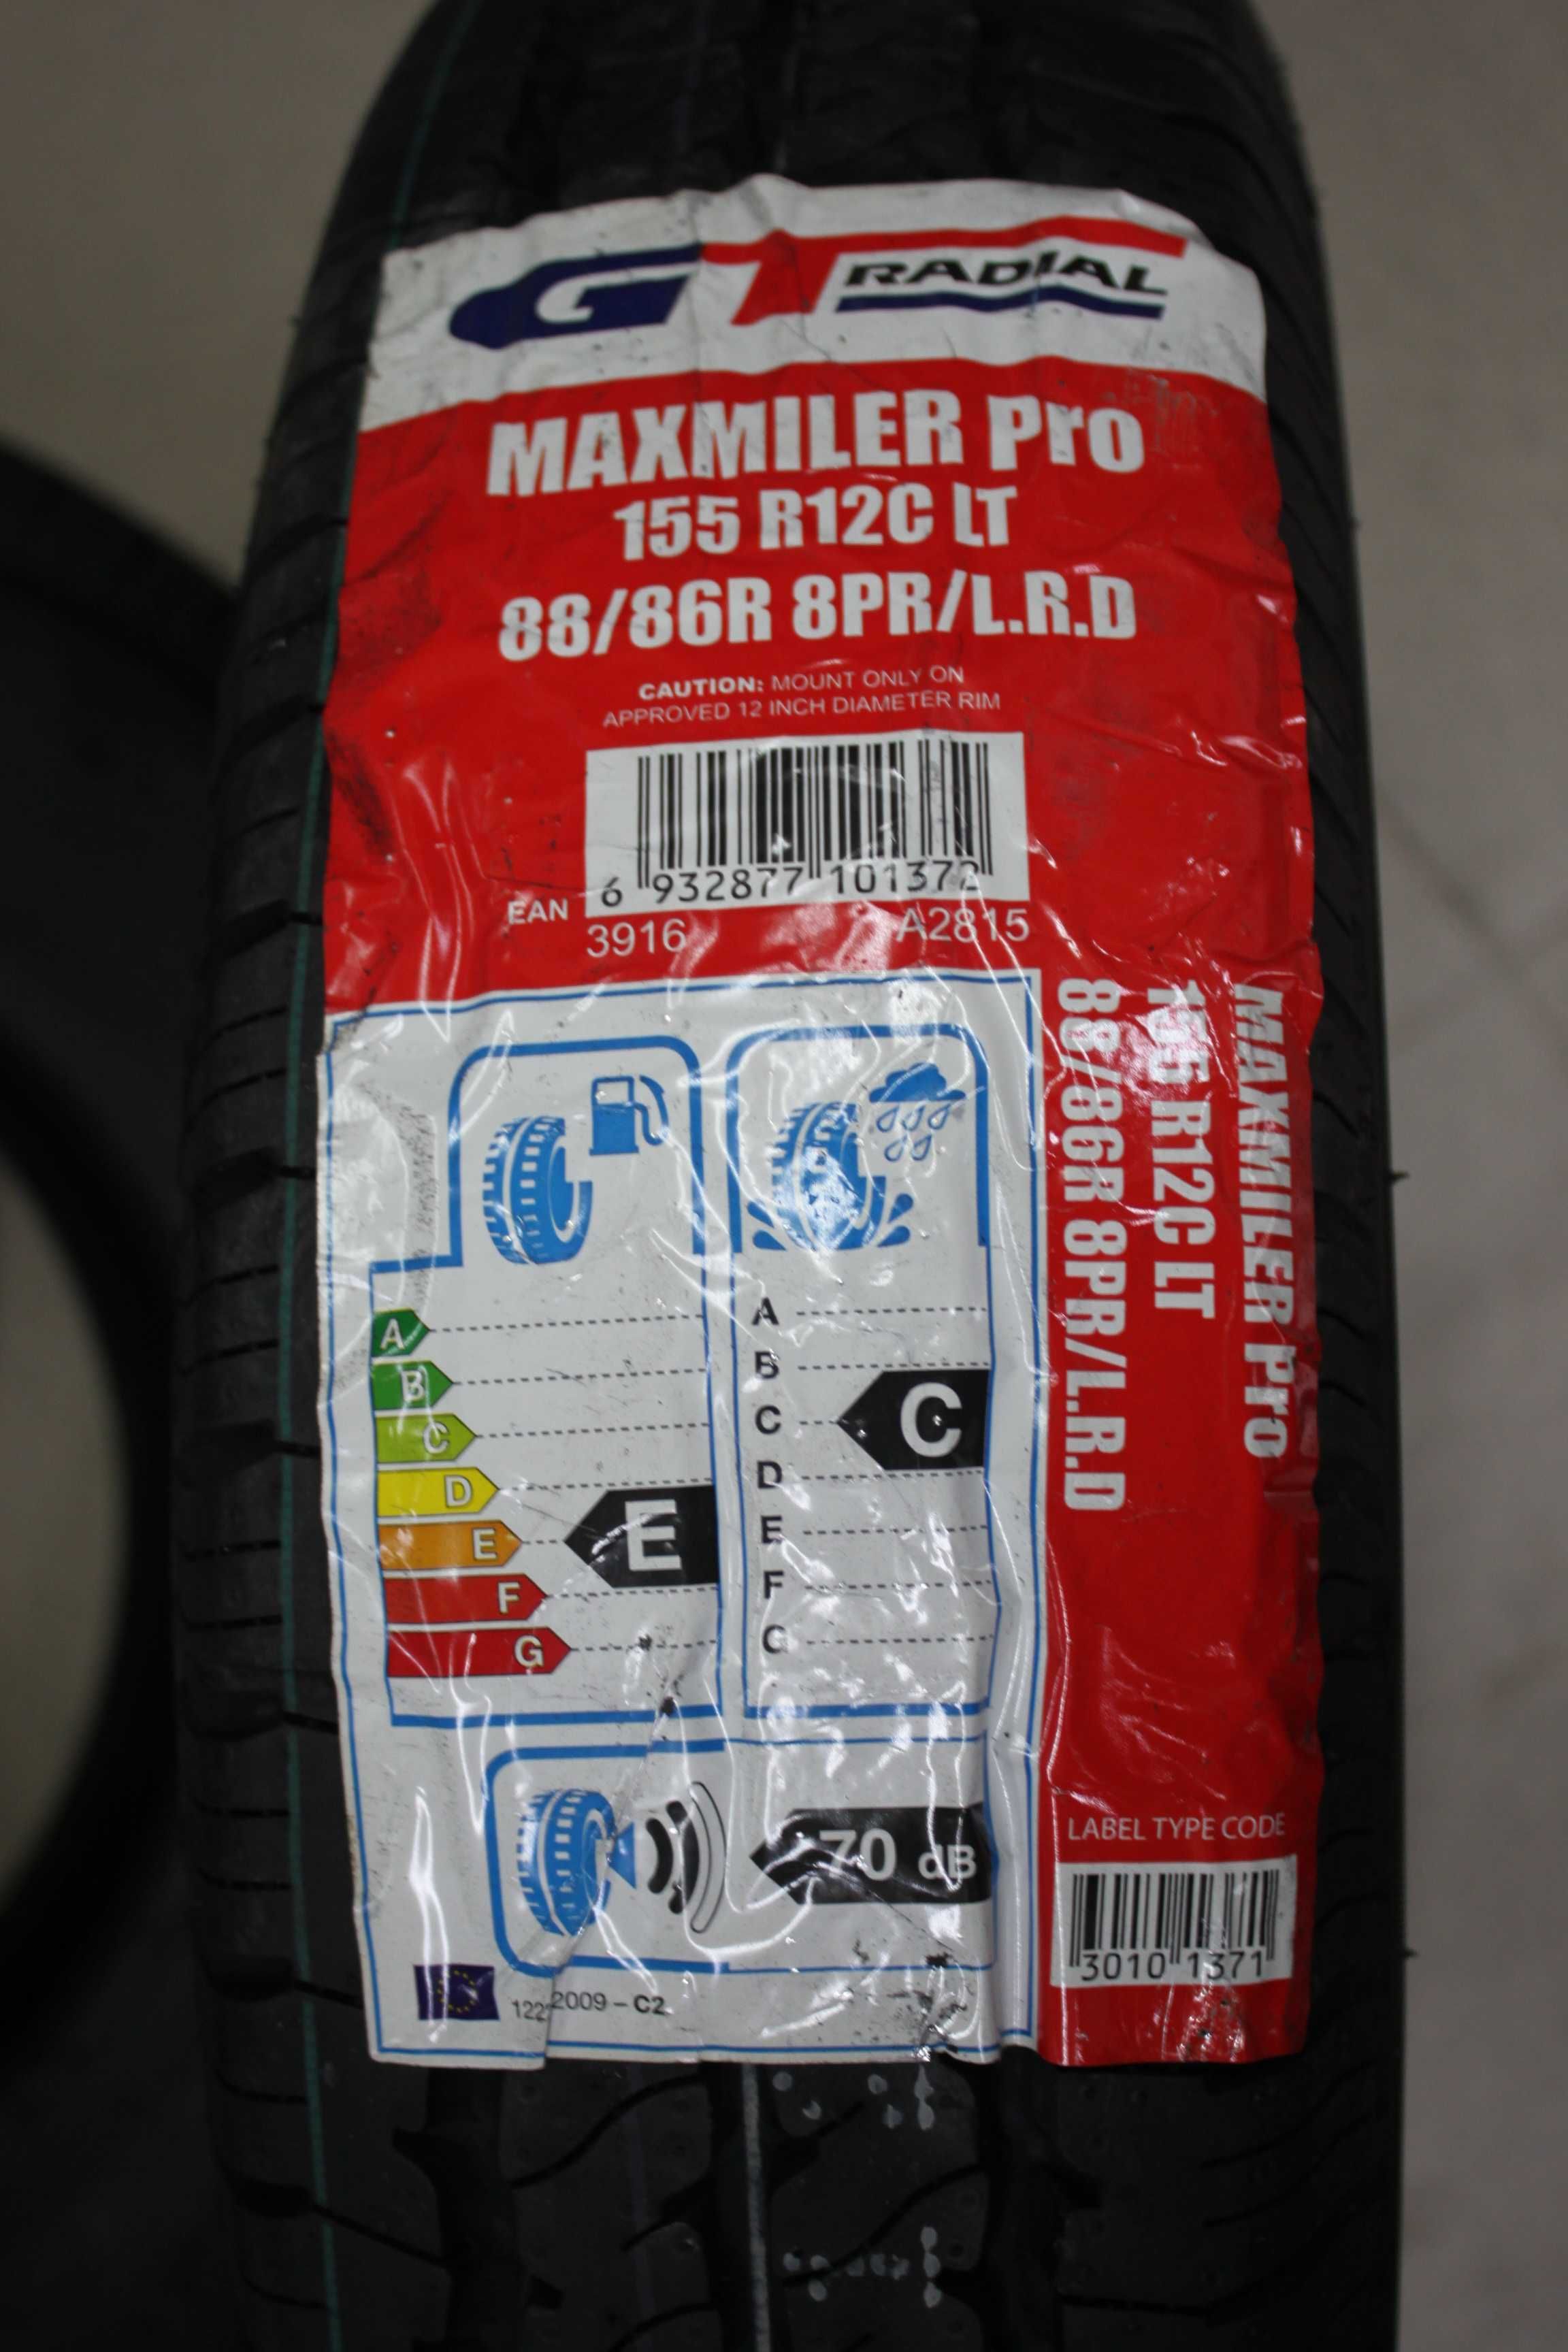 GT RADIAL
MAXMILER Pro
155 R12C LT
88/86R 8PR/L.R.D
CAUTION: MOUNT ONLY ON
APPROVED 12 INCH DIAMETER RIM
6 932877 101372
EAN
3916 A2815
MAXMILER Pro
155 R12C LT
88/86R 8PR/L.R.D
A
B
C
D
E
F
G
E
A
B
C
D
E
F
G
C
70 dB
2009 – C2
LABEL TYPE CODE
3010 1371